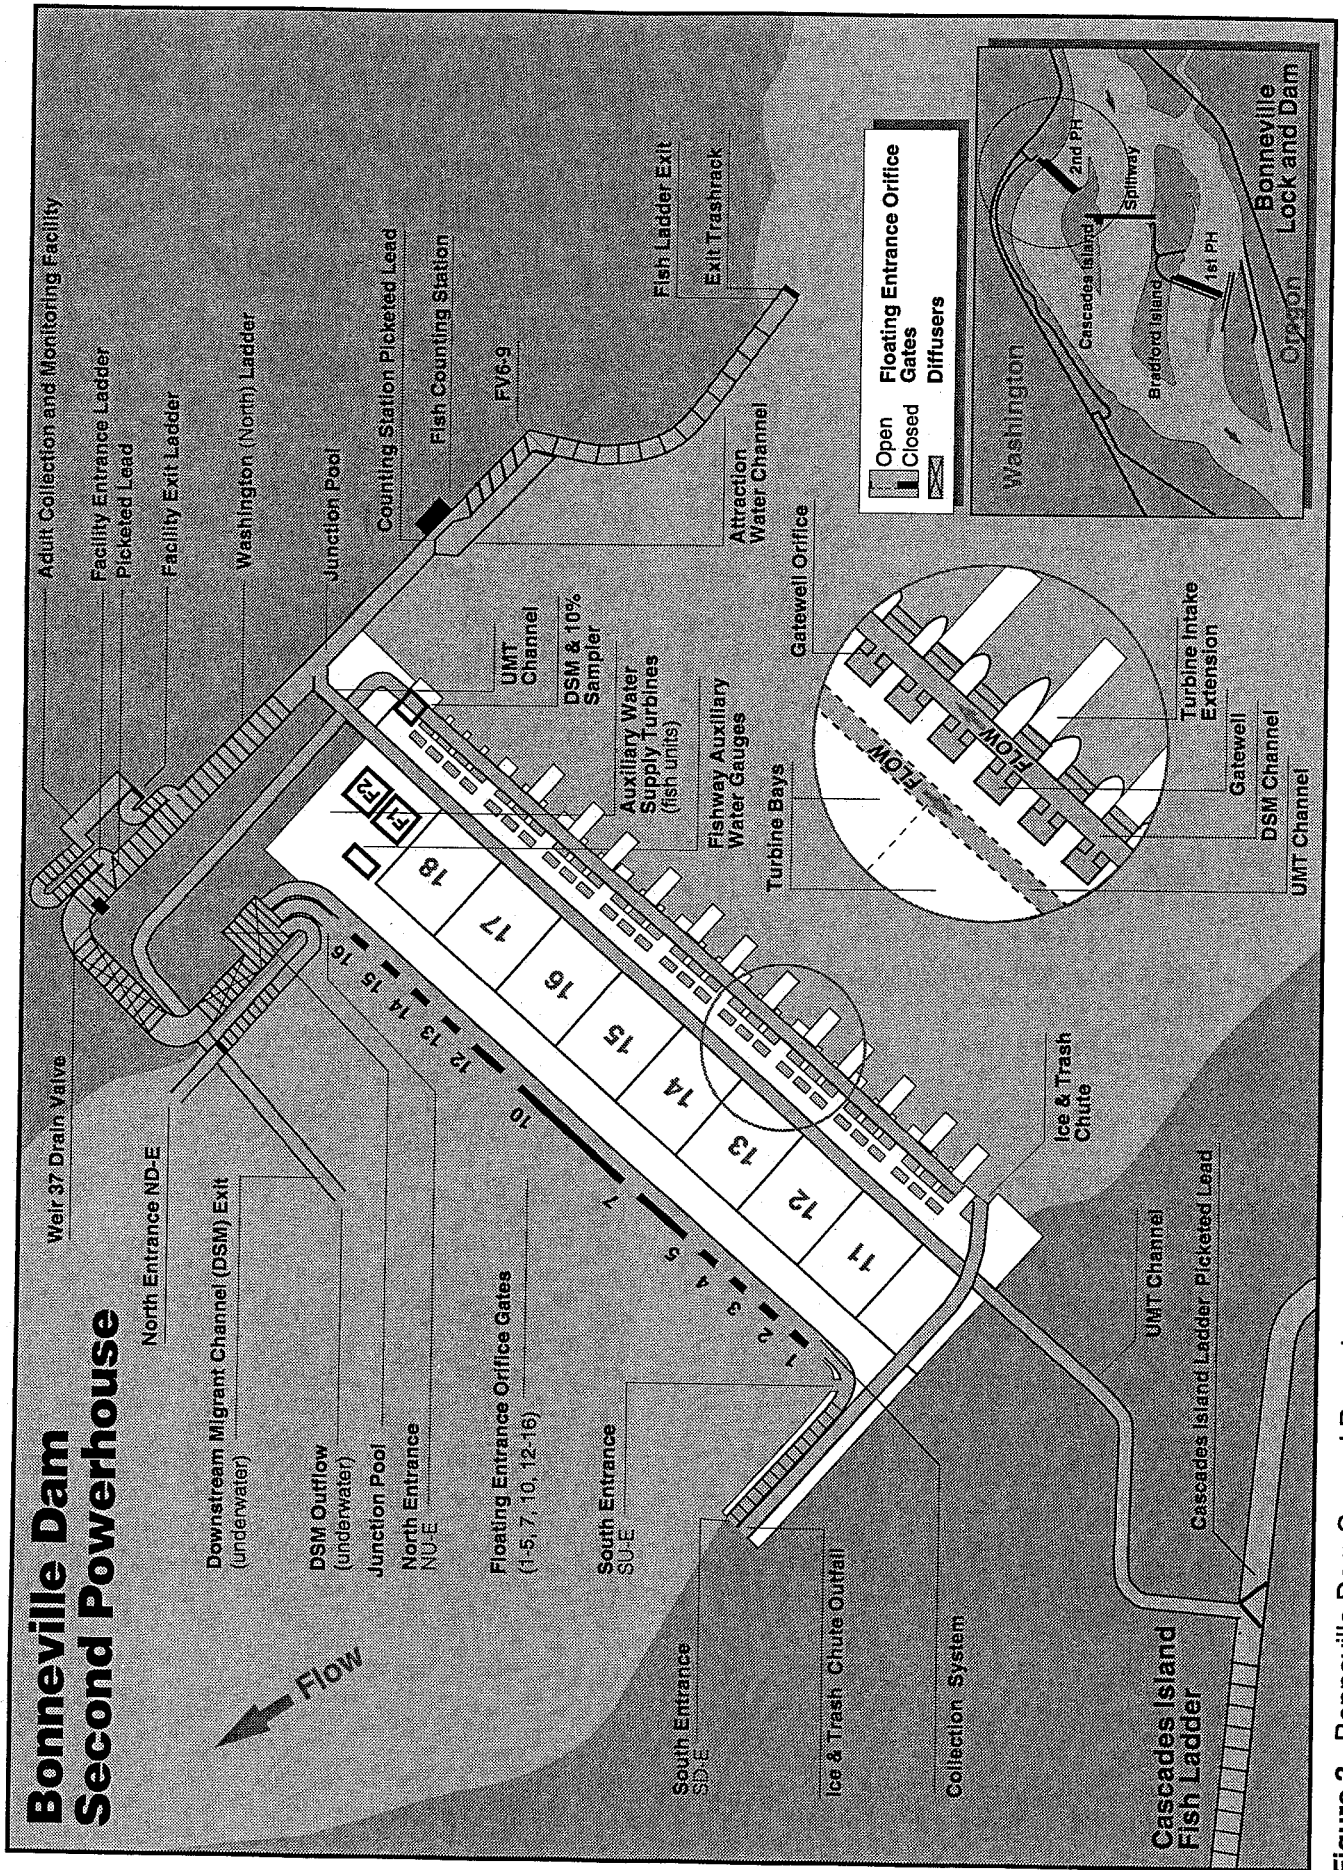 Bonneville Dam
Second Powerhouse
Flow
Weir 37 Drain Valve
North Entrance ND-E
Downstream Migrant Channel (DSM) Exit
(underwater)
DSM Outflow
(underwater)
Junction Pool
North Entrance
NU-E
Floating Entrance Orifice Gates
(1-5, 7, 10, 12-16)
South Entrance
SU-E
South Entrance
SD-E
Ice & Trash Chute Outfall
Collection System
Cascades Island
Fish Ladder
Cascades Island Ladder Picketed Lead
UMT Channel
Ice & Trash
Chute
Adult Collection and Monitoring Facility
Facility Entrance Ladder
Picketed Lead
Facility Exit Ladder
Washington (North) Ladder
Junction Pool
Counting Station Picketed Lead
Fish Counting Station
FV6-9
Fish Ladder Exit
Exit Trashrack
Attraction
Water Channel
UMT
Channel
DSM & 10%
Sampler
Auxiliary Water
Supply Turbines
(fish units)
Fishway Auxiliary
Water Gauges
1
2
3
4
5
7
10
12
13
14
15
16
11
12
13
14
15
16
17
18
F1
F2
Turbine Bays
Gatewell Orifice
FLOW
FLOW
Turbine Intake
Extension
Gatewell
DSM Channel
UMT Channel
Open
Closed
Floating Entrance Orifice
Gates
Diffusers
Washington
Cascades Island
2nd PH
Spillway
Bradford Island
1st PH
Oregon
Bonneville
Lock and Dam
Figure 2. Bonneville Dam Second Powerhouse